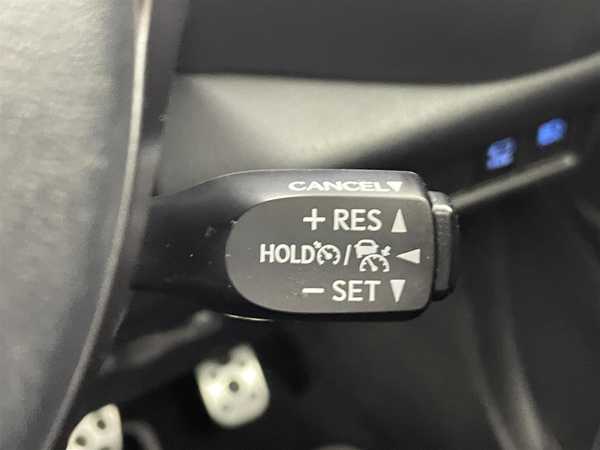 CANCEL▼
+ RES ▲
HOLD / ◀
− SET ▼